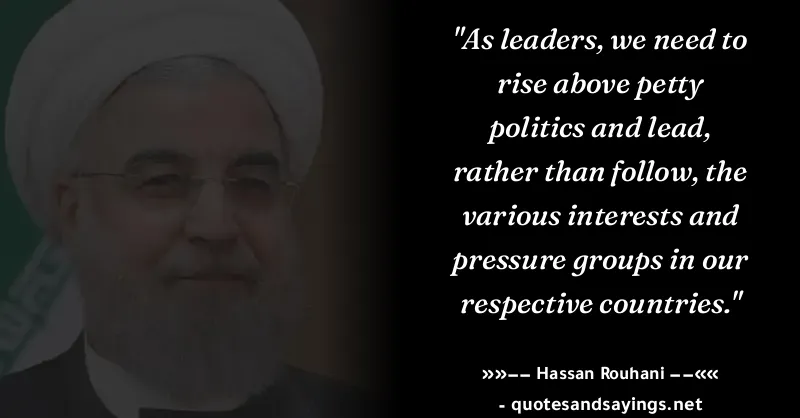 "As leaders, we need to
rise above petty
politics and lead,
rather than follow, the
various interests and
pressure groups in our
respective countries."
»»−− Hassan Rouhani −−««
- quotesandsayings.net